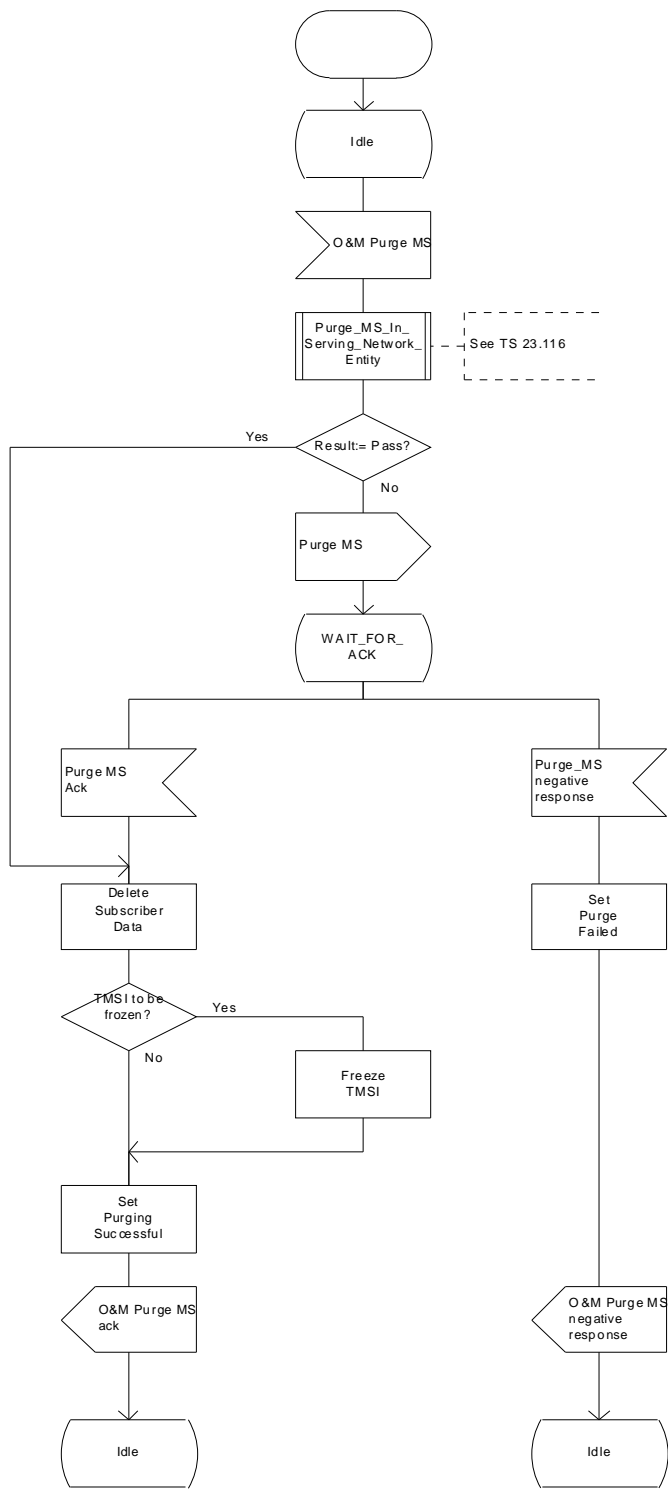 Idle
O&M Purge MS
Purge_MS_In_
Serving_Network_
Entity
See TS 23.116
Yes
Result:= Pass?
No
Purge MS
WAIT_FOR_
ACK
Purge MS
Ack
Purge_MS
negative
response
Delete
Subscriber
Data
Set
Purge
Failed
TMSI to be
frozen?
Yes
No
Freeze
TMSI
Set
Purging
Successful
O&M Purge MS
ack
O&M Purge MS
negative
response
Idle
Idle